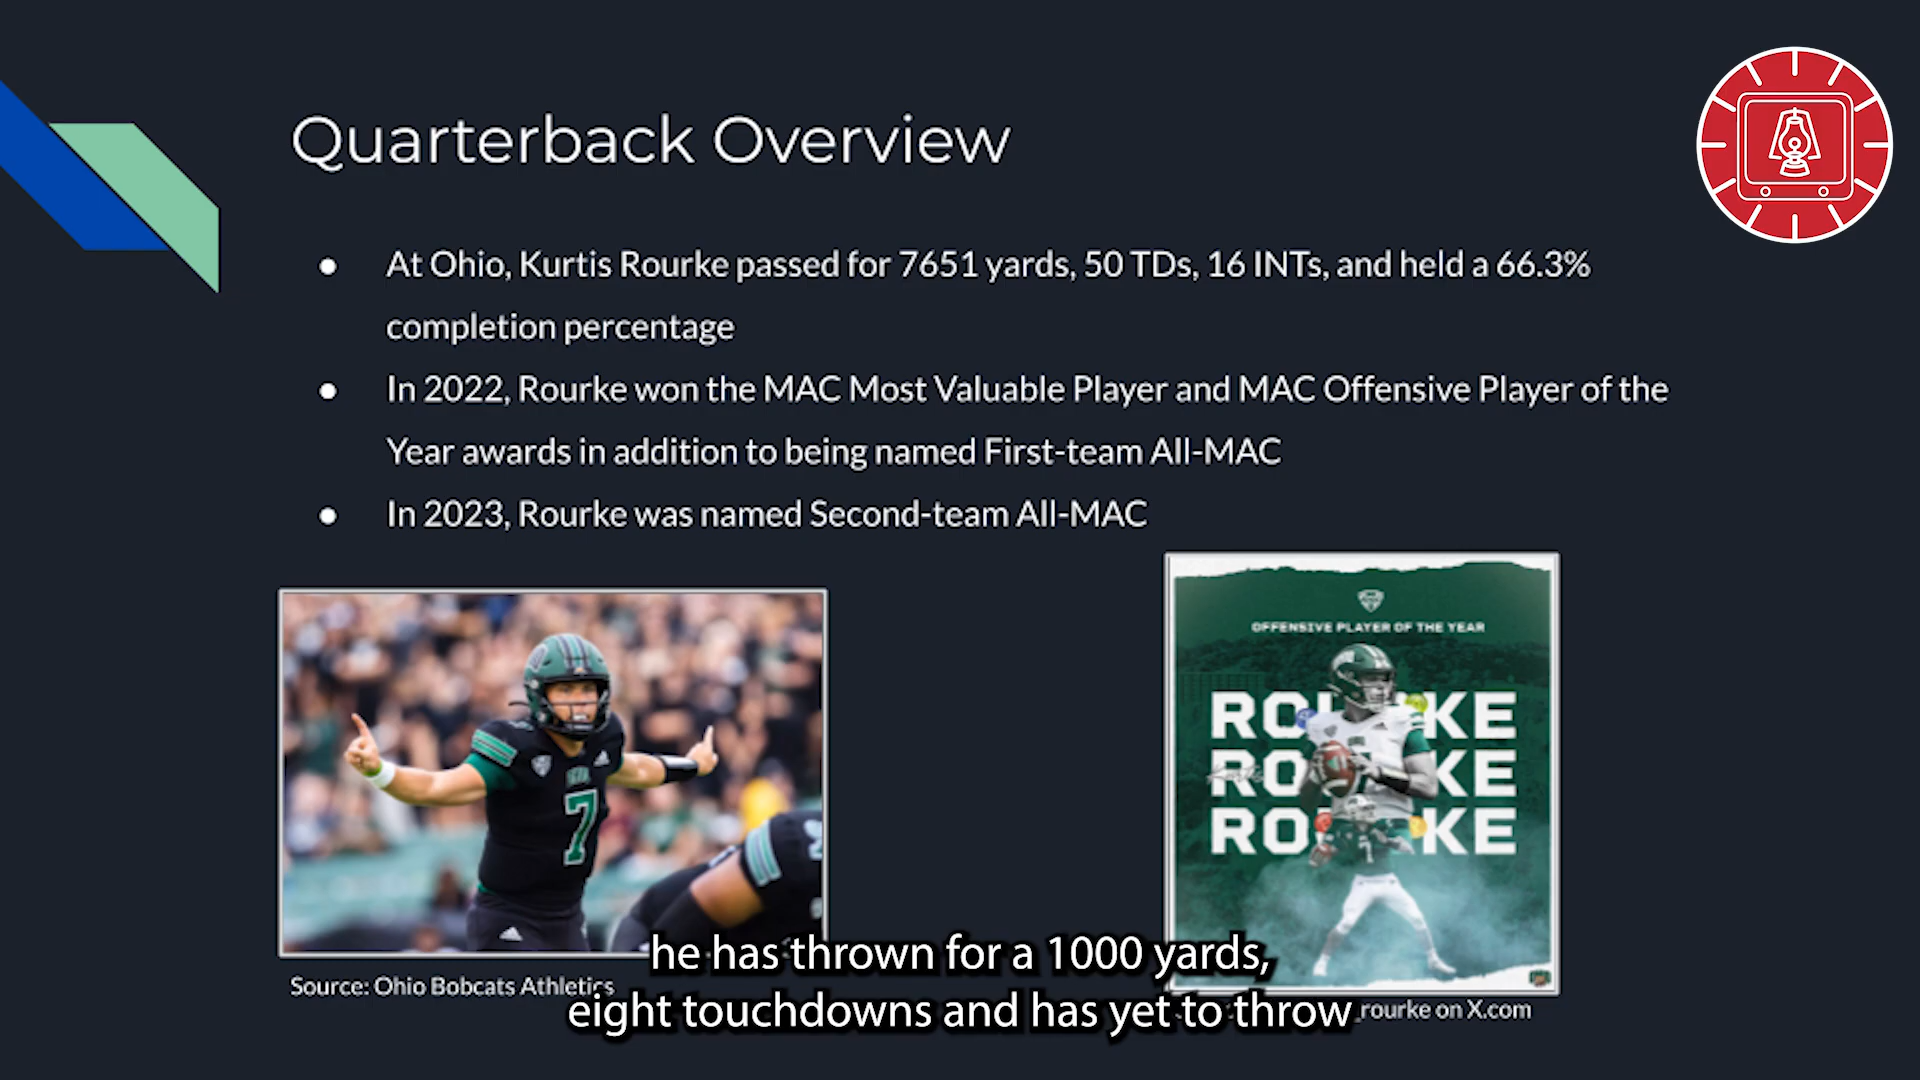 Quarterback Overview
At Ohio, Kurtis Rourke passed for 7651 yards, 50 TDs, 16 INTs, and held a 66.3%
completion percentage
In 2022, Rourke won the MAC Most Valuable Player and MAC Offensive Player of the
Year awards in addition to being named First-team All-MAC
In 2023, Rourke was named Second-team All-MAC
7
OFFENSIVE PLAYER OF THE YEAR
Source: Ohio Bobcats Athletics
rourke on X.com
he has thrown for a 1000 yards,
eight touchdowns and has yet to throw